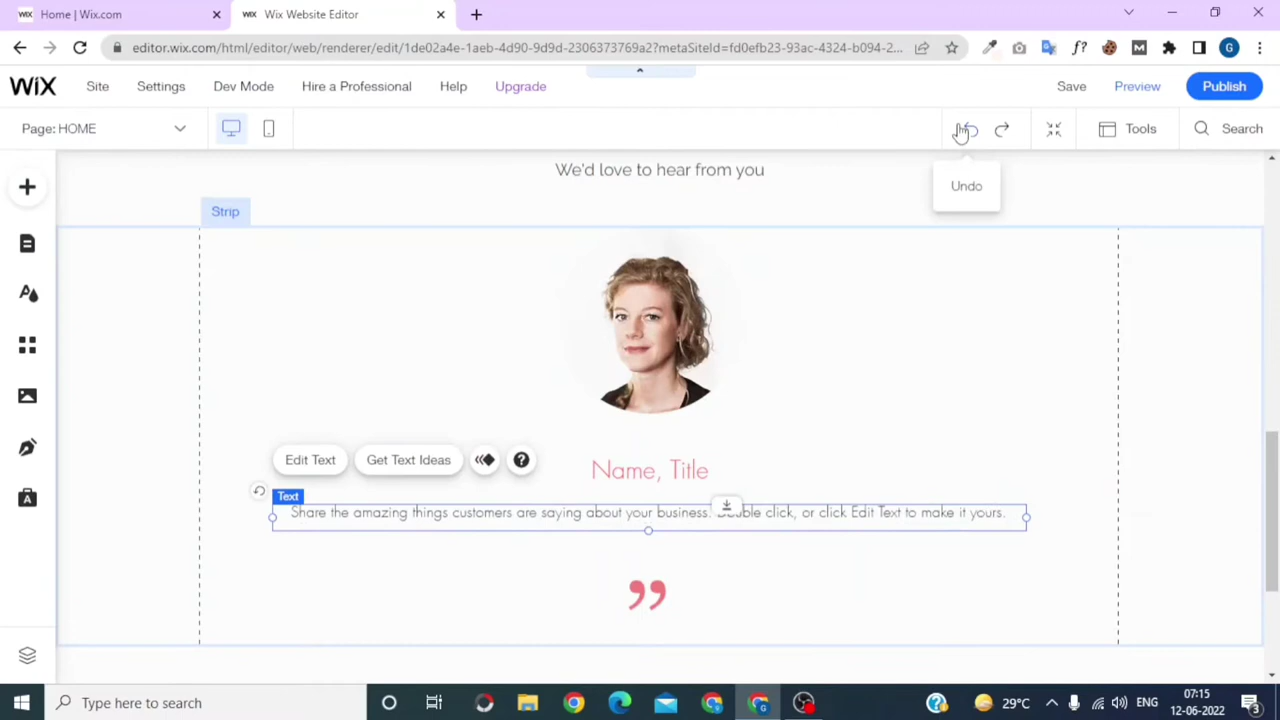 WiX Home | Wix.com
WiX Wix Website Editor
editor.wix.com/html/editor/web/renderer/edit/1de02a4e-1aeb-4d90-9d9d-2306373769a2?metaSiteId=fd0efb23-93ac-4324-b094-2...
f?
M
G
WiX Site Settings Dev Mode Hire a Professional Help Upgrade Save Preview Publish
Page: HOME Tools Search
Undo
We'd love to hear from you
Strip
Edit Text Get Text Ideas ?
Name, Title
Text
Share the amazing things customers are saying about your business. Double click, or click Edit Text to make it yours.
”
Type here to search
29°C ENG
07:15
12-06-2022
3